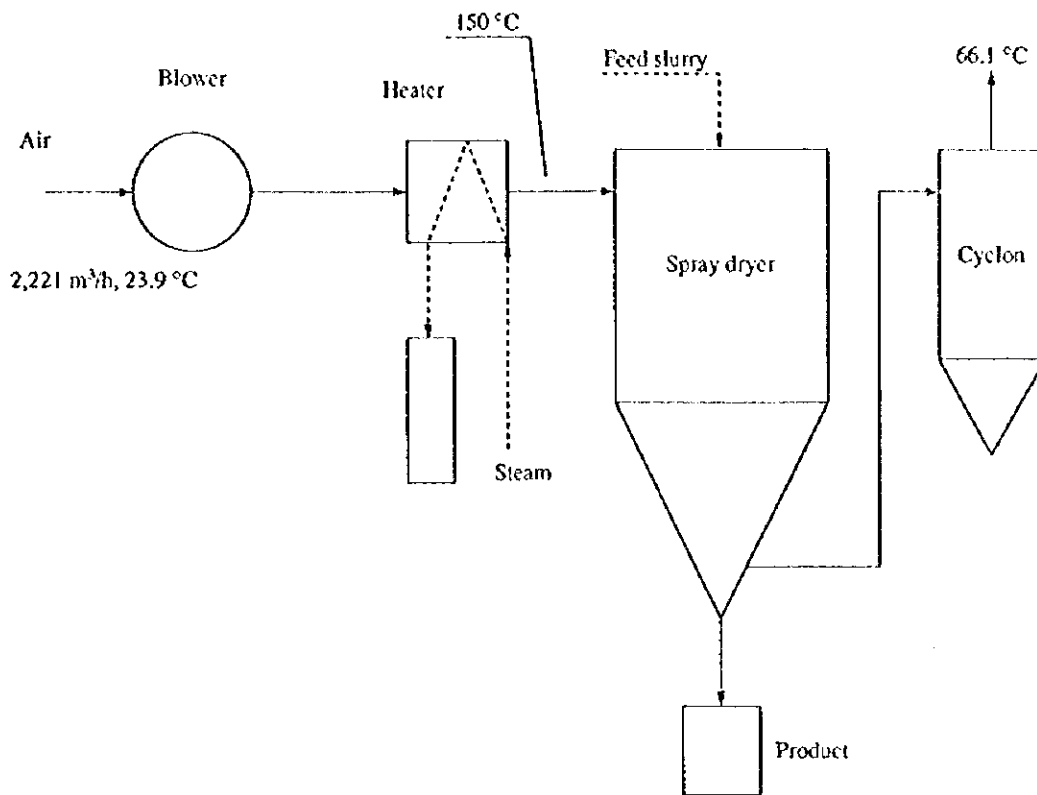 150 °C
Feed slurry
66.1 °C
Blower
Heater
Air
2,221 m³/h, 23.9 °C
Spray dryer
Cyclon
Steam
Product